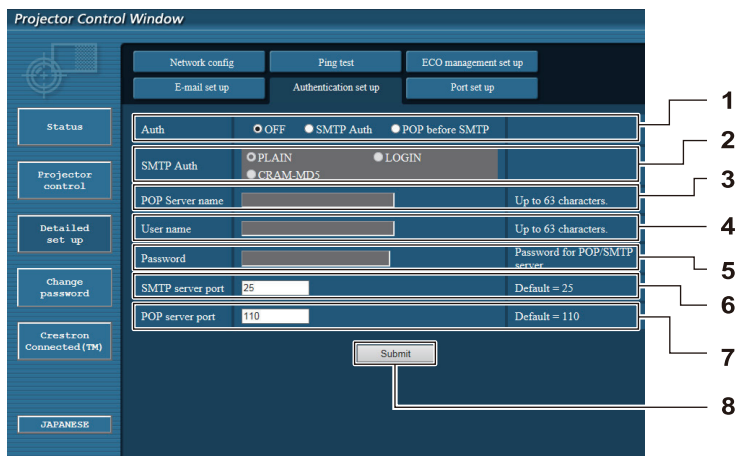 Projector Control Window
Network config Ping test ECO management set up
E-mail set up Authentication set up Port set up
Status
Projector
control
Detailed
set up
Change
password
Crestron
Connected(TM)
JAPANESE
Auth OFF SMTP Auth POP before SMTP
SMTP Auth PLAIN LOGIN
CRAM-MD5
POP Server name Up to 63 characters.
User name Up to 63 characters.
Password Password for POP/SMTP
server
SMTP server port 25 Default = 25
POP server port 110 Default = 110
Submit
1
2
3
4
5
6
7
8